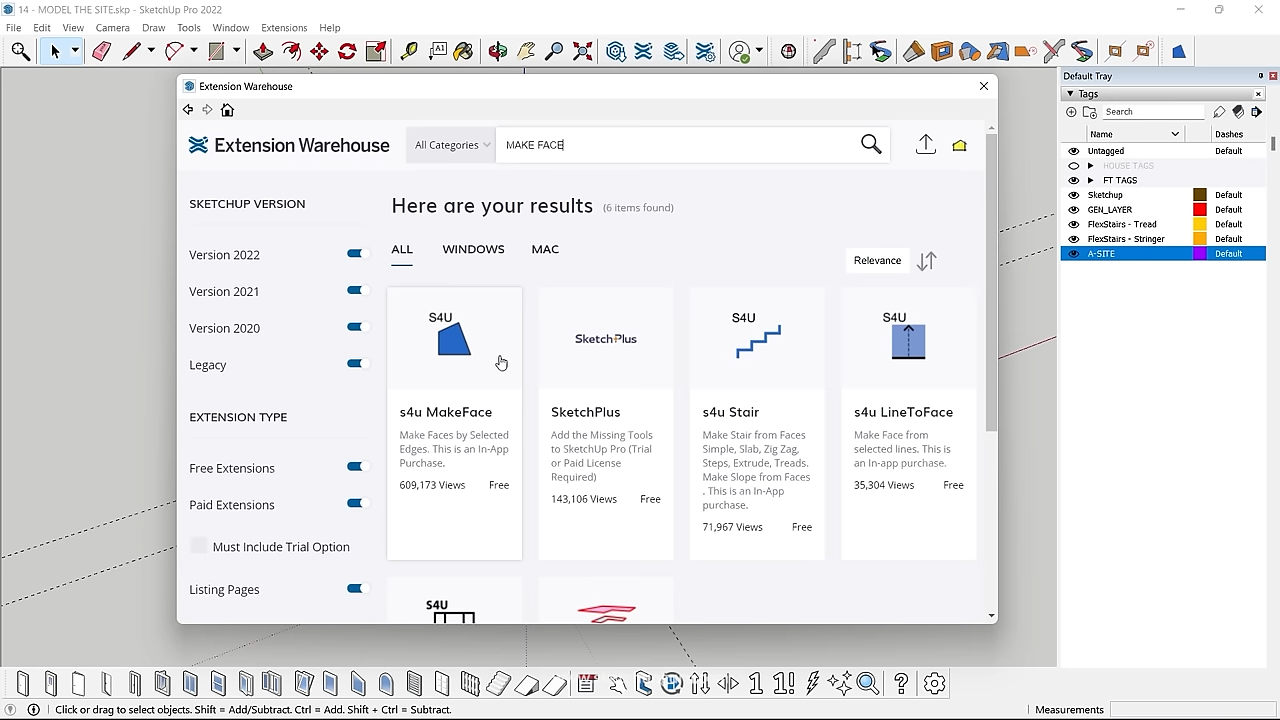 14 - MODEL THE SITE.skp - SketchUp Pro 2022
File Edit View Camera Draw Tools Window Extensions Help
Extension Warehouse
Extension Warehouse
All Categories
MAKE FACE
SKETCHUP VERSION
Version 2022
Version 2021
Version 2020
Legacy
EXTENSION TYPE
Free Extensions
Paid Extensions
Must Include Trial Option
Listing Pages
Here are your results (6 items found)
ALL WINDOWS MAC
Relevance
S4U
s4u MakeFace
Make Faces by Selected
Edges. This is an In-App
Purchase.
609,173 Views Free
SketchPlus
SketchPlus
Add the Missing Tools
to SketchUp Pro (Trial
or Paid License
Required)
143,106 Views Free
S4U
s4u Stair
Make Stair from Faces
Simple, Slab, Zig Zag,
Steps, Extrude, Treads.
Make Slope from Faces
. This is an In-App
purchase.
71,967 Views Free
S4U
s4u LineToFace
Make Face from
selected lines. This is
an In-app purchase.
35,304 Views Free
S4U
Default Tray
Tags
Search
Name Dashes
Untagged Default
HOUSE TAGS
FT TAGS
Sketchup Default
GEN_LAYER Default
FlexStairs - Tread Default
FlexStairs - Stringer Default
A-SITE Default
Click or drag to select objects. Shift = Add/Subtract. Ctrl = Add. Shift + Ctrl = Subtract.
Measurements